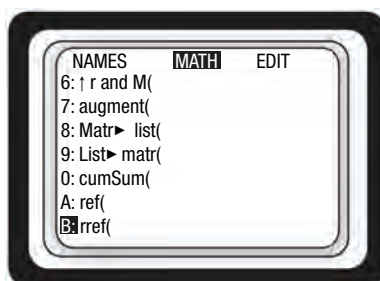 NAMES MATH EDIT
6: ↑ r and M(
7: augment(
8: Matr► list(
9: List► matr(
0: cumSum(
A: ref(
B: rref(